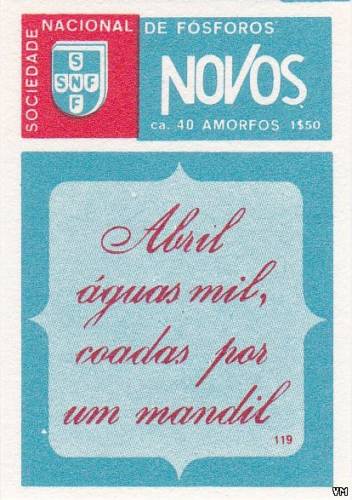 SOCIEDADE NACIONAL DE FÓSFOROS
S
SNF
F
NOVOS
ca. 40 AMORFOS 1$50
Abril
águas mil,
coadas por
um mandil
119
VM